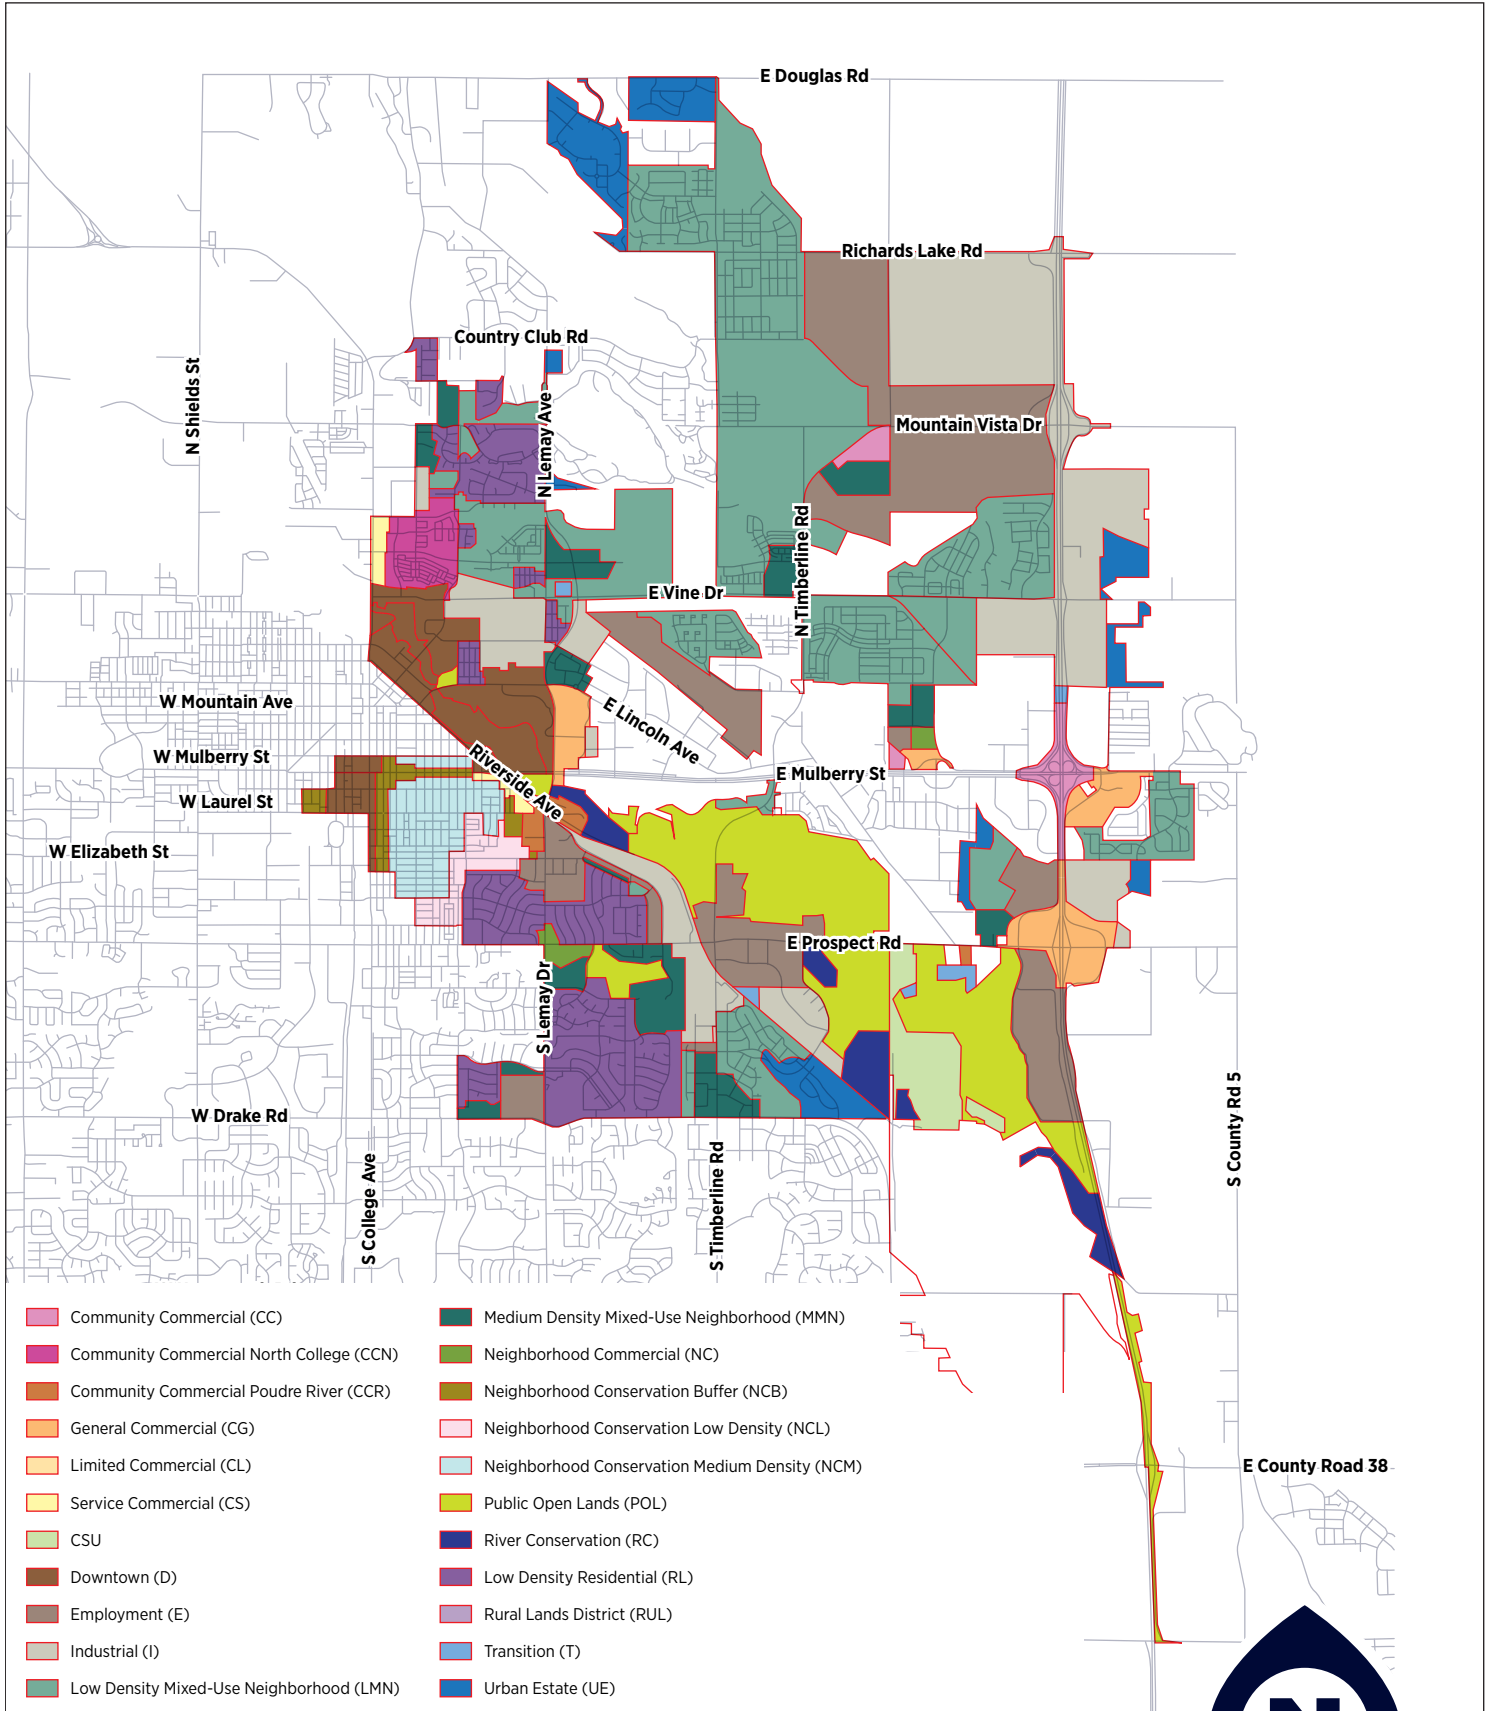 E Douglas Rd
Richards Lake Rd
Country Club Rd
N Shields St
N Lemay Ave
Mountain Vista Dr
N Timberline Rd
E Vine Dr
W Mountain Ave
E Lincoln Ave
W Mulberry St
Riverside Ave
E Mulberry St
W Laurel St
W Elizabeth St
E Prospect Rd
S Lemay Dr
W Drake Rd
S County Rd 5
S College Ave
S Timberline Rd
E County Road 38
Community Commercial (CC)
Community Commercial North College (CCN)
Community Commercial Poudre River (CCR)
General Commercial (CG)
Limited Commercial (CL)
Service Commercial (CS)
CSU
Downtown (D)
Employment (E)
Industrial (I)
Low Density Mixed-Use Neighborhood (LMN)
Medium Density Mixed-Use Neighborhood (MMN)
Neighborhood Commercial (NC)
Neighborhood Conservation Buffer (NCB)
Neighborhood Conservation Low Density (NCL)
Neighborhood Conservation Medium Density (NCM)
Public Open Lands (POL)
River Conservation (RC)
Low Density Residential (RL)
Rural Lands District (RUL)
Transition (T)
Urban Estate (UE)
N